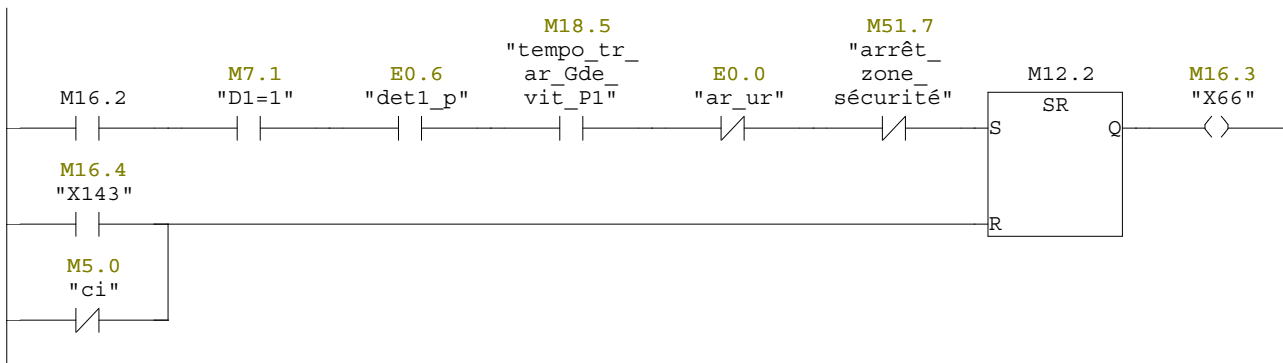 M18.5
M51.7
"tempo_tr_
"arrêt_
M7.1
E0.6
ar_Gde_
E0.0
zone_
M12.2
M16.3
M16.2
"D1=1"
"det1_p"
vit_P1"
"ar_ur"
sécurité"
"X66"
SR
S
Q
M16.4
"X143"
R
M5.0
"ci"